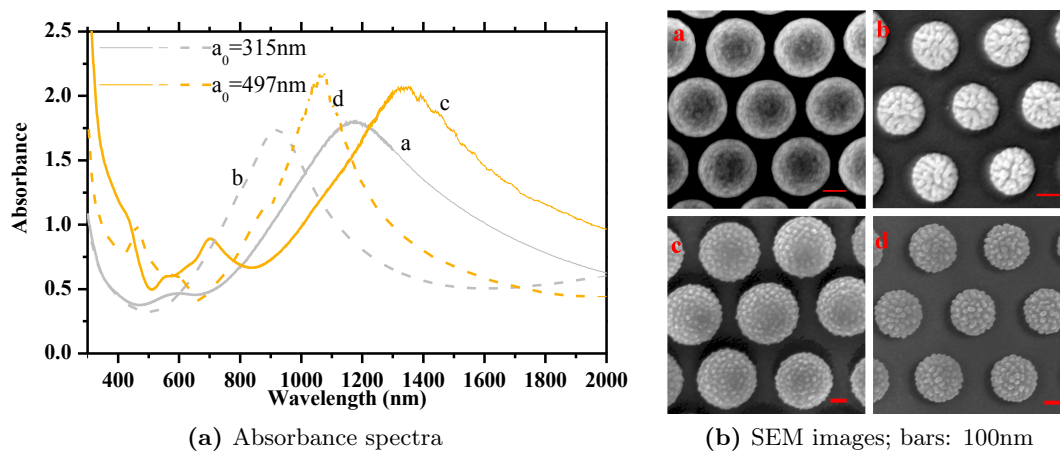 2.5
2.0
1.5
1.0
0.5
0.0
Absorbance
a0=315nm
a0=497nm
d
c
b
a
400 600 800 1000 1200 1400 1600 1800 2000
Wavelength (nm)
(a) Absorbance spectra
a
b
c
d
(b) SEM images; bars: 100nm